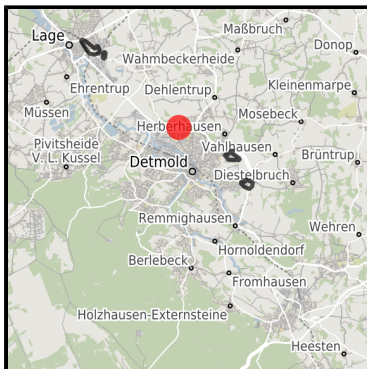 Maßbruch
Lage
Donop
Wahmbeckerheide
Ehrentrup
Dehlentrup
Kleinenmarpe
Müssen
Mosebeck
Herberhausen
Pivitsheide
V. L. Kussel
Vahlhausen
Brüntrup
Detmold
Diestelbruch
Remmighausen
Wehren
Hornoldendorf
Berlebeck
Fromhausen
Holzhausen-Externsteine
Heesten